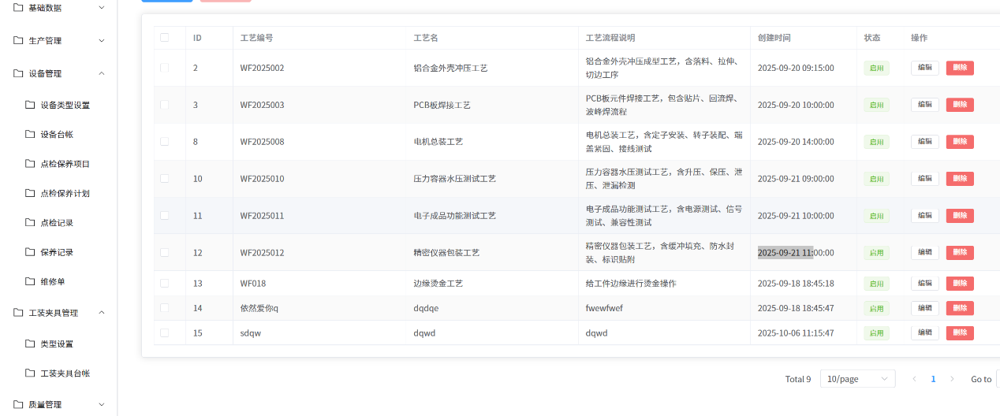 基础数据
生产管理
设备管理
设备类型设置
设备台帐
点检保养项目
点检保养计划
点检记录
保养记录
维修单
工装夹具管理
类型设置
工装夹具台帐
质量管理
ID 工艺编号 工艺名 工艺流程说明 创建时间 状态 操作
2 WF2025002 铝合金外壳冲压工艺 铝合金外壳冲压成型工艺，含落料、拉伸、 2025-09-20 09:15:00 启用 编辑 删除
切边工序
3 WF2025003 PCB板焊接工艺 PCB板元件焊接工艺，包含贴片、回流焊、 2025-09-20 10:00:00 启用 编辑 删除
波峰焊流程
8 WF2025008 电机总装工艺 电机总装工艺，含定子安装、转子装配、端 2025-09-20 14:00:00 启用 编辑 删除
盖紧固、接线测试
10 WF2025010 压力容器水压测试工艺 压力容器水压测试工艺，含升压、保压、泄 2025-09-21 09:00:00 启用 编辑 删除
压、泄漏检测
11 WF2025011 电子成品功能测试工艺 电子成品功能测试工艺，含电源测试、信号 2025-09-21 10:00:00 启用 编辑 删除
测试、兼容性测试
12 WF2025012 精密仪器包装工艺 精密仪器包装工艺，含缓冲填充、防水封 2025-09-21 11:00:00 启用 编辑 删除
装、标识贴附
13 WF018 边缘烫金工艺 给工件边缘进行烫金操作 2025-09-18 18:45:18 启用 编辑 删除
14 依然爱你q dqdqe fwewfwef 2025-09-18 18:45:47 启用 编辑 删除
15 sdqw dqwd dqwd 2025-10-06 11:15:47 启用 编辑 删除
Total 9 10/page 1 Go to